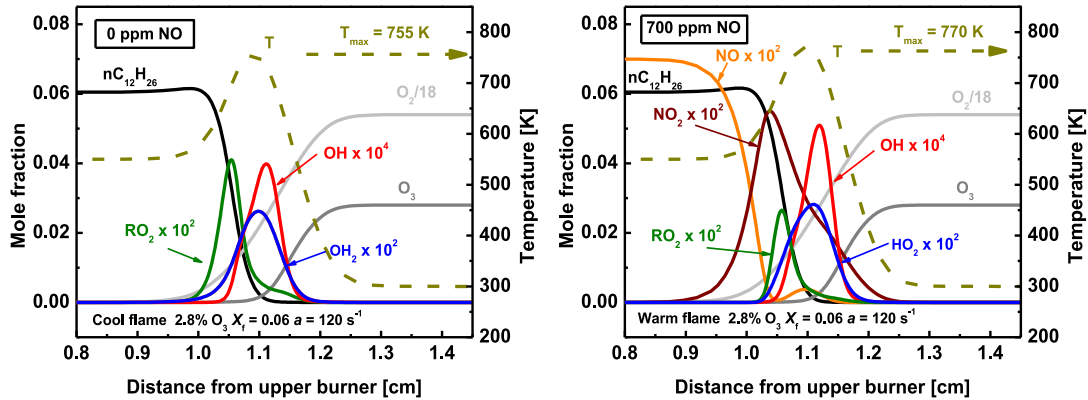 0 ppm NO
T
Tmax = 755 K
nC12H26
O2/18
OH x 10^4
O3
RO2 x 10^2
OH2 x 10^2
Cool flame 2.8% O3 Xf = 0.06 a = 120 s^-1
Mole fraction
0.08
0.06
0.04
0.02
0.00
0.8 0.9 1.0 1.1 1.2 1.3 1.4
Distance from upper burner [cm]
800
700
600
500
400
300
200
Temperature [K]
700 ppm NO
NO x 10^2
T
Tmax = 770 K
nC12H26
O2/18
NO2 x 10^2
OH x 10^4
O3
RO2 x 10^2
HO2 x 10^2
Warm flame 2.8% O3 Xf = 0.06 a = 120 s^-1
Mole fraction
0.08
0.06
0.04
0.02
0.00
0.8 0.9 1.0 1.1 1.2 1.3 1.4
Distance from upper burner [cm]
800
700
600
500
400
300
200
Temperature [K]